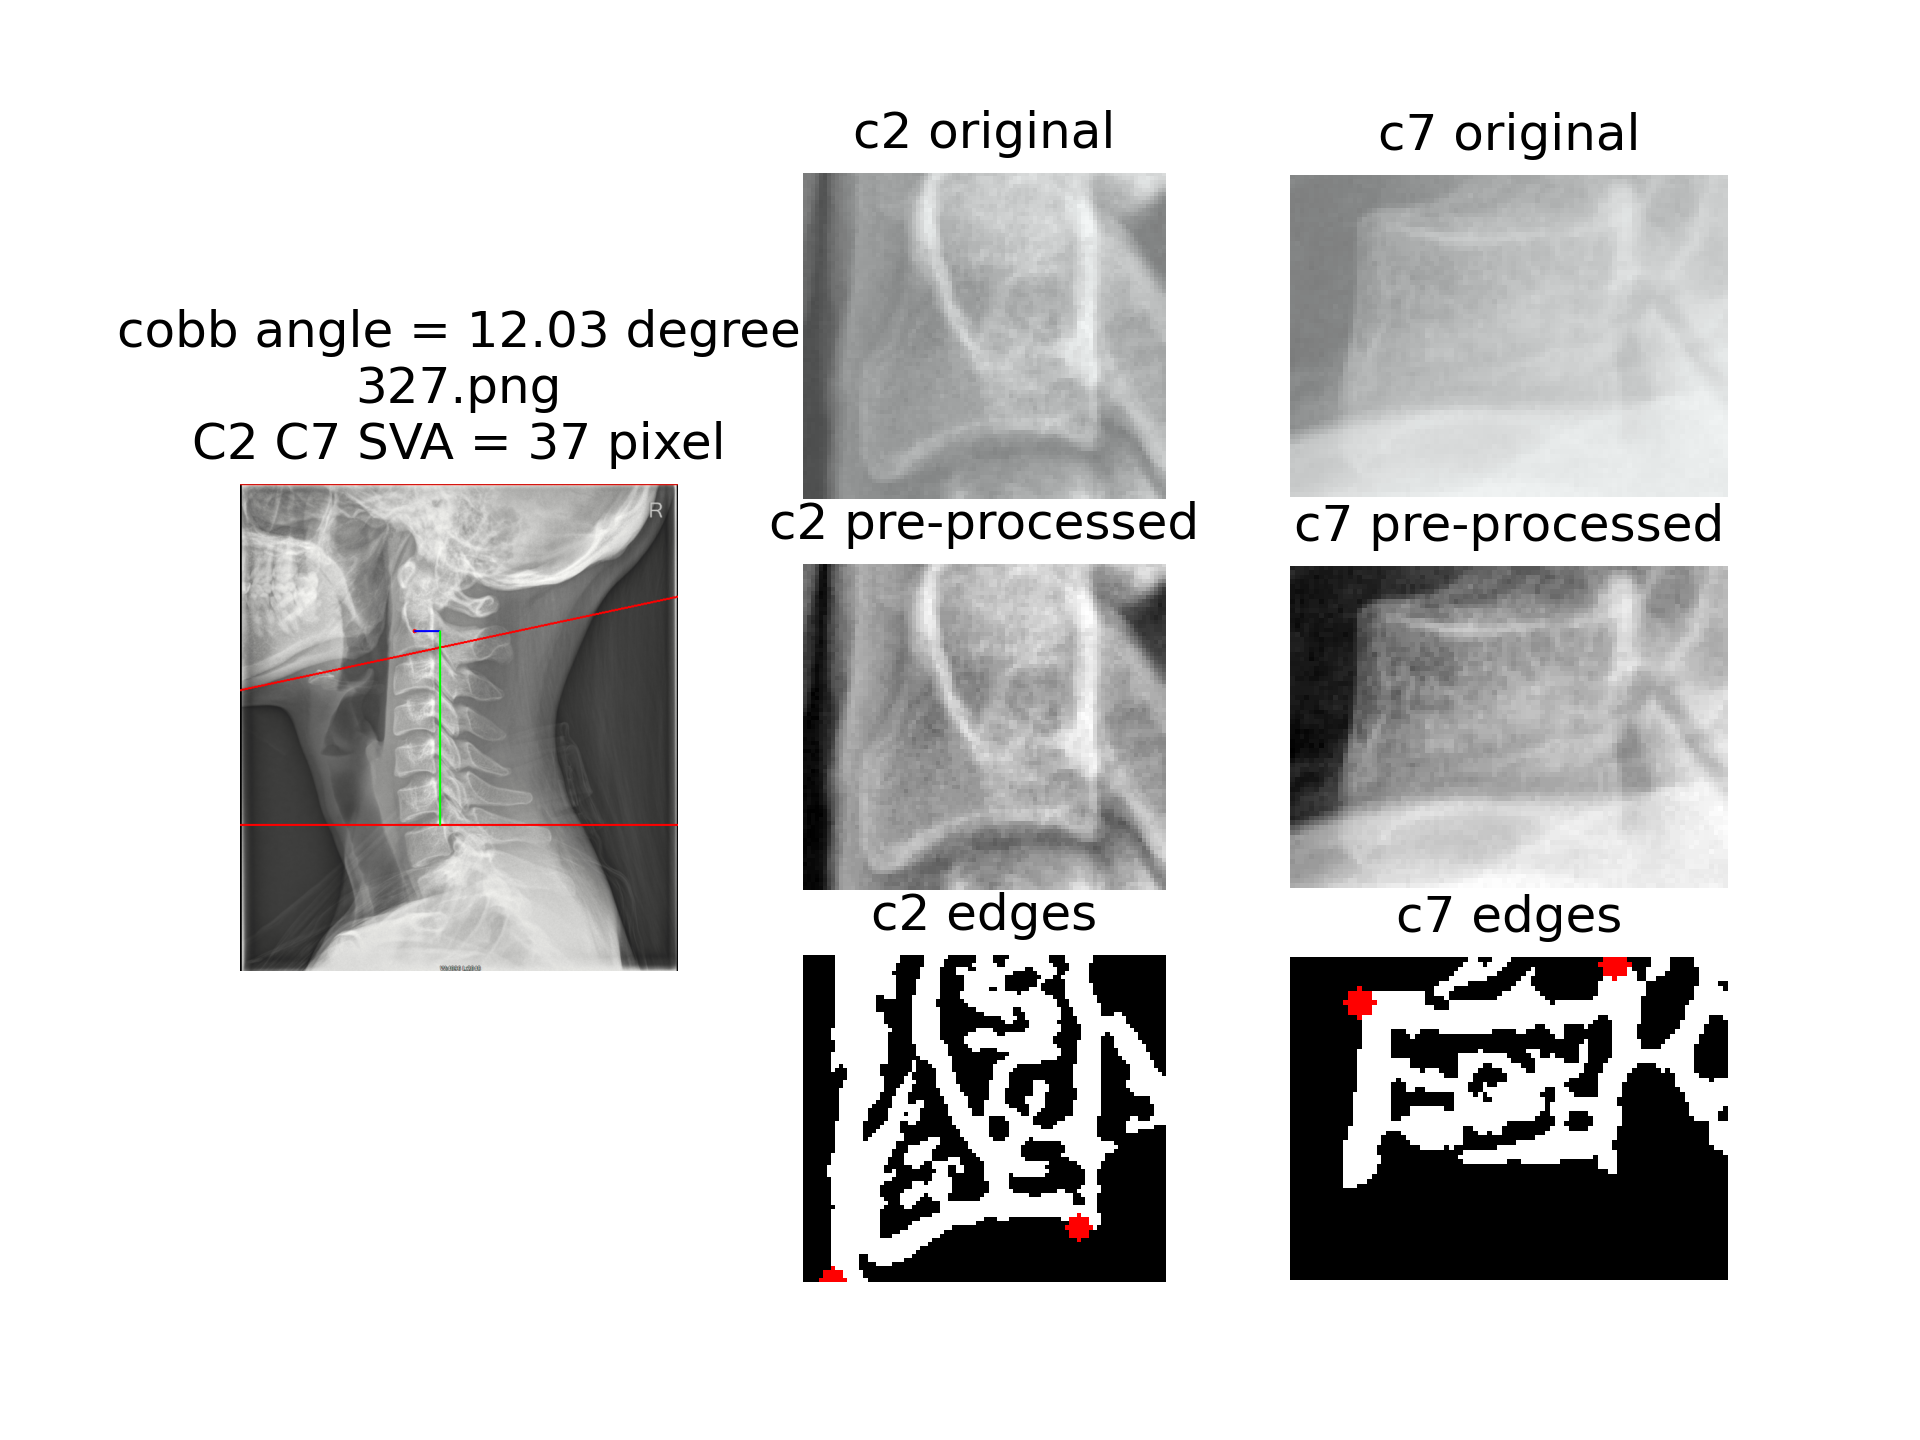 cobb angle = 12.03 degree
327.png
C2 C7 SVA = 37 pixel
R
c2 original
c7 original
c2 pre-processed
c7 pre-processed
c2 edges
c7 edges